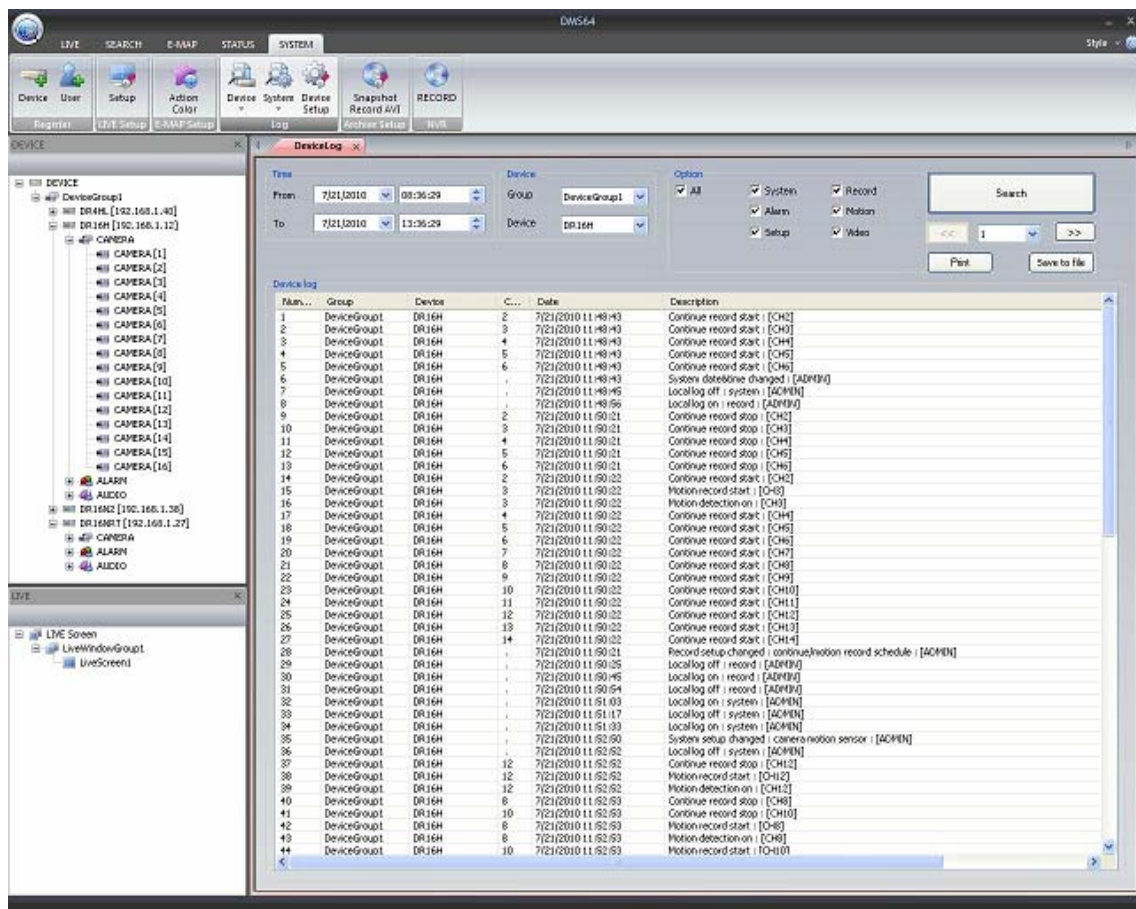 DMS64
LIVE SEARCH E-MAP STATUS SYSTEM Style
Device User Setup Action Color Device System Device Setup Snapshot Record AVI RECORD
Register LIVE Setup E-MAP Setup Log Archive Setup NVR
DEVICE
DEVICE
DeviceGroup1
DR4HL [192.168.1.40]
DR16H [192.168.1.12]
CAMERA
CAMERA [1]
CAMERA [2]
CAMERA [3]
CAMERA [4]
CAMERA [5]
CAMERA [6]
CAMERA [7]
CAMERA [8]
CAMERA [9]
CAMERA [10]
CAMERA [11]
CAMERA [12]
CAMERA [13]
CAMERA [14]
CAMERA [15]
CAMERA [16]
ALARM
AUDIO
DR16N2 [192.168.1.38]
DR16NRT [192.168.1.27]
CAMERA
ALARM
AUDIO
LIVE
LIVE Screen
LiveWindowGroup1
LiveScreen1
DeviceLog
Time
From 7/21/2010 08:36:29
To 7/21/2010 13:36:29
Device
Group DeviceGroup1
Device DR16H
Option
All System Record
Alarm Motion
Setup Video
Search
<< 1 >>
Print Save to file
Device log
Num... Group Device C... Date Description
1 DeviceGroup1 DR16H 2 7/21/2010 11:48:43 Continue record start : [CH2]
2 DeviceGroup1 DR16H 3 7/21/2010 11:48:43 Continue record start : [CH3]
3 DeviceGroup1 DR16H 4 7/21/2010 11:48:43 Continue record start : [CH4]
4 DeviceGroup1 DR16H 5 7/21/2010 11:48:43 Continue record start : [CH5]
5 DeviceGroup1 DR16H 6 7/21/2010 11:48:43 Continue record start : [CH6]
6 DeviceGroup1 DR16H . 7/21/2010 11:48:43 System date&time changed : [ADMIN]
7 DeviceGroup1 DR16H . 7/21/2010 11:48:45 Local log off : system : [ADMIN]
8 DeviceGroup1 DR16H . 7/21/2010 11:48:56 Local log on : record : [ADMIN]
9 DeviceGroup1 DR16H 2 7/21/2010 11:50:21 Continue record stop : [CH2]
10 DeviceGroup1 DR16H 3 7/21/2010 11:50:21 Continue record stop : [CH3]
11 DeviceGroup1 DR16H 4 7/21/2010 11:50:21 Continue record stop : [CH4]
12 DeviceGroup1 DR16H 5 7/21/2010 11:50:21 Continue record stop : [CH5]
13 DeviceGroup1 DR16H 6 7/21/2010 11:50:21 Continue record stop : [CH6]
14 DeviceGroup1 DR16H 2 7/21/2010 11:50:22 Continue record start : [CH2]
15 DeviceGroup1 DR16H 3 7/21/2010 11:50:22 Motion record start : [CH3]
16 DeviceGroup1 DR16H 3 7/21/2010 11:50:22 Motion detection on : [CH3]
17 DeviceGroup1 DR16H 4 7/21/2010 11:50:22 Continue record start : [CH4]
18 DeviceGroup1 DR16H 5 7/21/2010 11:50:22 Continue record start : [CH5]
19 DeviceGroup1 DR16H 6 7/21/2010 11:50:22 Continue record start : [CH6]
20 DeviceGroup1 DR16H 7 7/21/2010 11:50:22 Continue record start : [CH7]
21 DeviceGroup1 DR16H 8 7/21/2010 11:50:22 Continue record start : [CH8]
22 DeviceGroup1 DR16H 9 7/21/2010 11:50:22 Continue record start : [CH9]
23 DeviceGroup1 DR16H 10 7/21/2010 11:50:22 Continue record start : [CH10]
24 DeviceGroup1 DR16H 11 7/21/2010 11:50:22 Continue record start : [CH11]
25 DeviceGroup1 DR16H 12 7/21/2010 11:50:22 Continue record start : [CH12]
26 DeviceGroup1 DR16H 13 7/21/2010 11:50:22 Continue record start : [CH13]
27 DeviceGroup1 DR16H 14 7/21/2010 11:50:22 Continue record start : [CH14]
28 DeviceGroup1 DR16H . 7/21/2010 11:50:21 Record setup changed : continue/motion record schedule : [ADMIN]
29 DeviceGroup1 DR16H . 7/21/2010 11:50:25 Local log off : record : [ADMIN]
30 DeviceGroup1 DR16H . 7/21/2010 11:50:45 Local log on : record : [ADMIN]
31 DeviceGroup1 DR16H . 7/21/2010 11:50:54 Local log off : record : [ADMIN]
32 DeviceGroup1 DR16H . 7/21/2010 11:51:03 Local log on : system : [ADMIN]
33 DeviceGroup1 DR16H . 7/21/2010 11:51:17 Local log off : system : [ADMIN]
34 DeviceGroup1 DR16H . 7/21/2010 11:51:33 Local log on : system : [ADMIN]
35 DeviceGroup1 DR16H . 7/21/2010 11:52:50 System setup changed : camera motion sensor : [ADMIN]
36 DeviceGroup1 DR16H . 7/21/2010 11:52:52 Local log off : system : [ADMIN]
37 DeviceGroup1 DR16H 12 7/21/2010 11:52:52 Continue record stop : [CH12]
38 DeviceGroup1 DR16H 12 7/21/2010 11:52:52 Motion record start : [CH12]
39 DeviceGroup1 DR16H 12 7/21/2010 11:52:52 Motion detection on : [CH12]
40 DeviceGroup1 DR16H 8 7/21/2010 11:52:53 Continue record stop : [CH8]
41 DeviceGroup1 DR16H 10 7/21/2010 11:52:53 Continue record stop : [CH10]
42 DeviceGroup1 DR16H 8 7/21/2010 11:52:53 Motion record start : [CH8]
43 DeviceGroup1 DR16H 8 7/21/2010 11:52:53 Motion detection on : [CH8]
44 DeviceGroup1 DR16H 10 7/21/2010 11:52:53 Motion record start : [CH10]